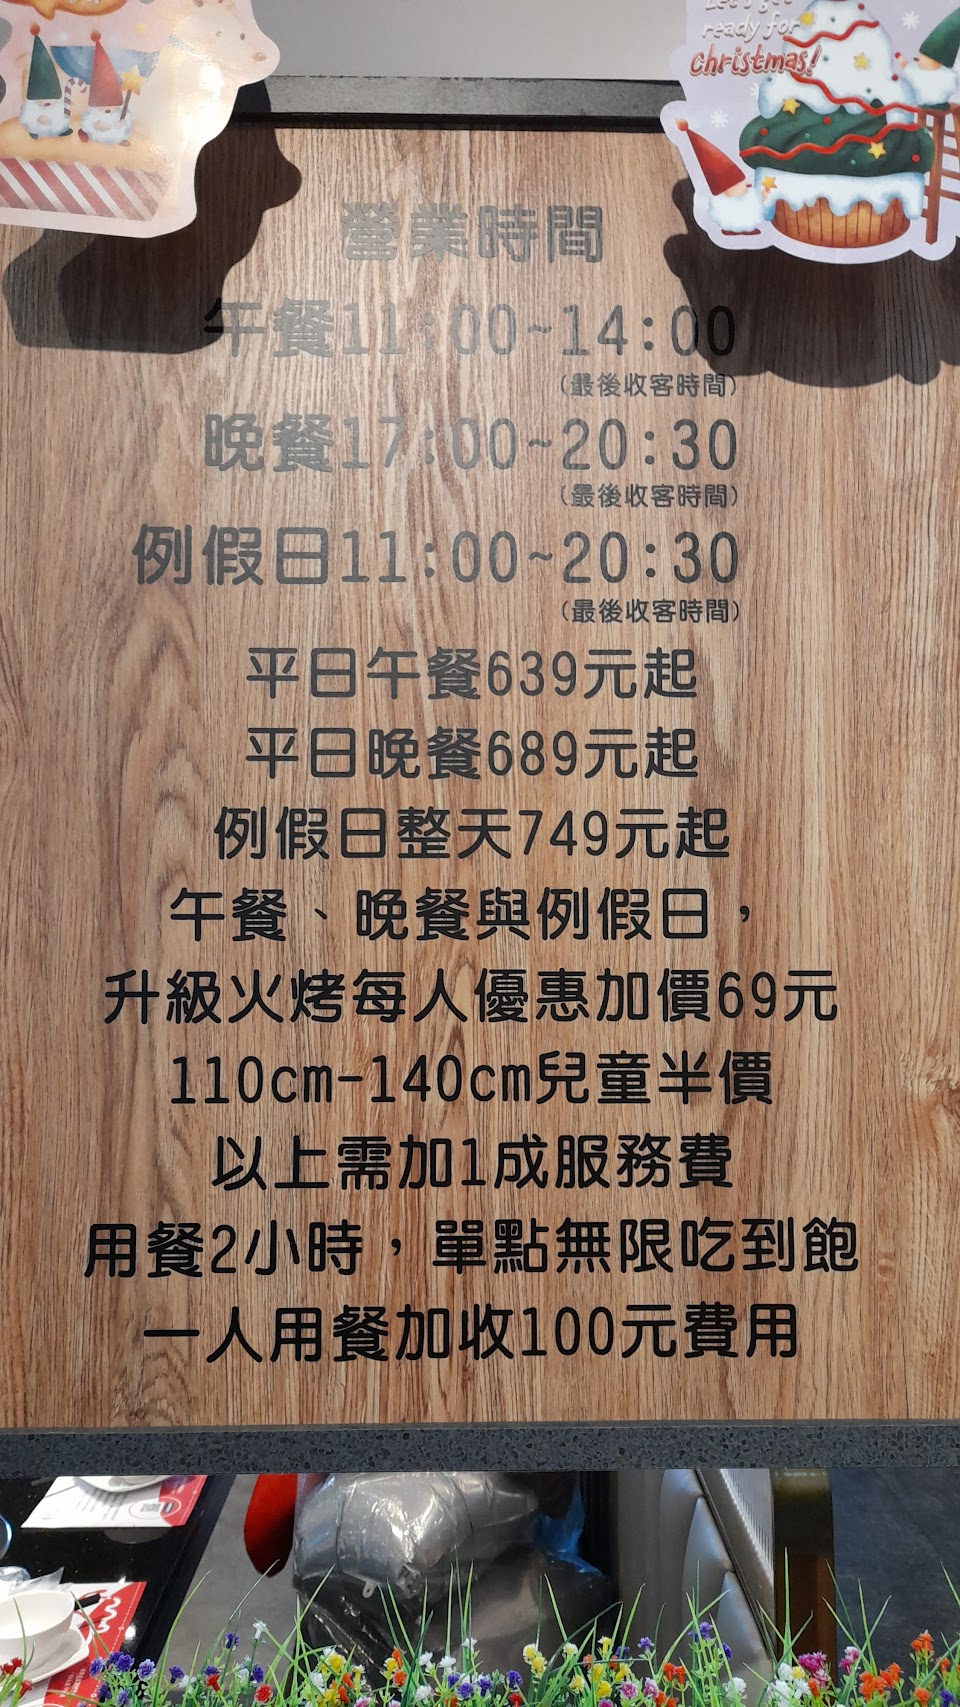 Let's get
ready for
Christmas!
營業時間
午餐11:00~14:00
(最後收客時間)
晚餐17:00~20:30
(最後收客時間)
例假日11:00~20:30
(最後收客時間)
平日午餐639元起
平日晚餐689元起
例假日整天749元起
午餐、晚餐與例假日，
升級火烤每人優惠加價69元
110cm-140cm兒童半價
以上需加1成服務費
用餐2小時，單點無限吃到飽
一人用餐加收100元費用